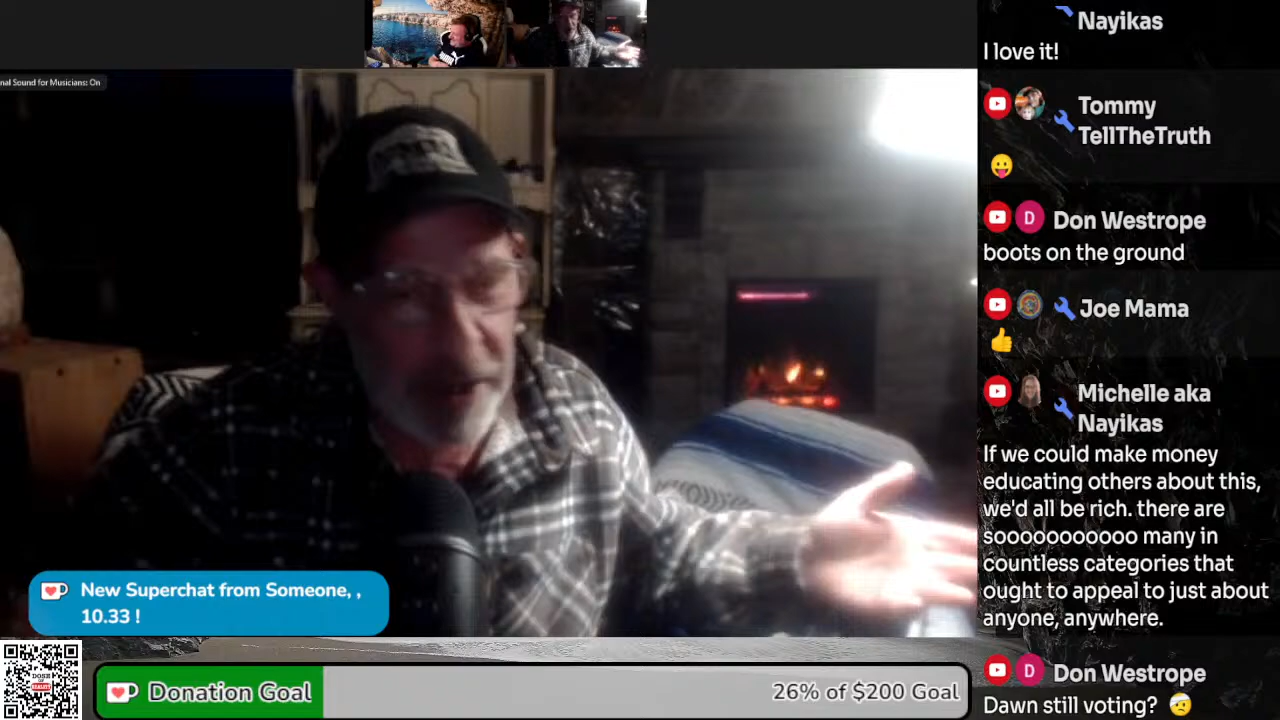 nal Sound for Musicians: On
New Superchat from Someone, ,
10.33 !
DOSE
Donation Goal
26% of $200 Goal
Nayikas
I love it!
Tommy
TellTheTruth
D
Don Westrope
boots on the ground
Joe Mama
Michelle aka
Nayikas
If we could make money
educating others about this,
we'd all be rich. there are
sooooooooooo many in
countless categories that
ought to appeal to just about
anyone, anywhere.
D
Don Westrope
Dawn still voting?